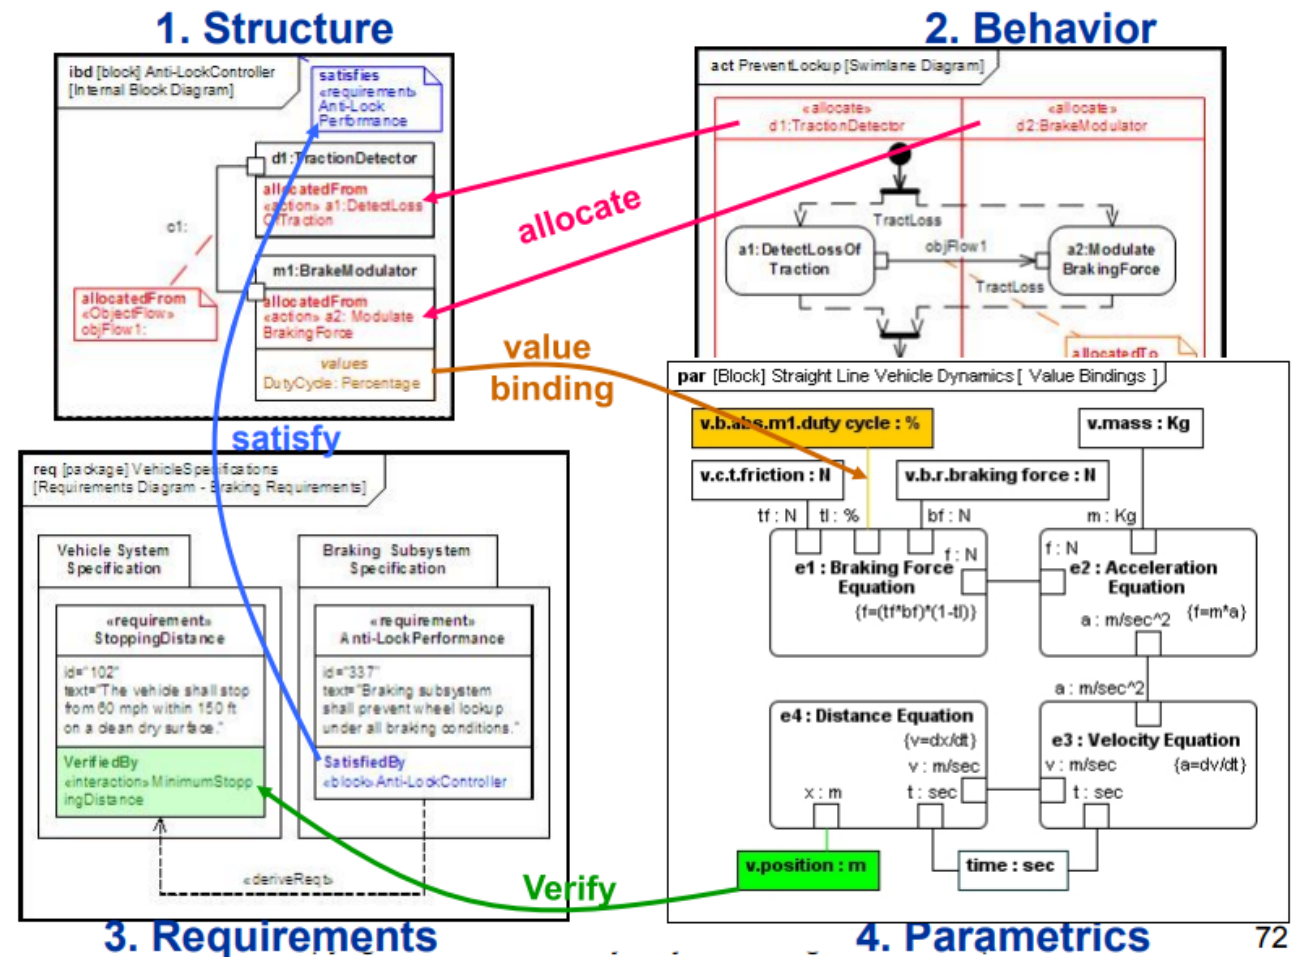 1. Structure
2. Behavior
ibd [block] Anti-LockController
[Internal Block Diagram]
satisfies
«requirement»
Anti-Lock
Performance
d1:TractionDetector
allocatedFrom
«action» a1:DetectLoss
OfTraction
c1:
m1:BrakeModulator
allocatedFrom
«action» a2: Modulate
BrakingForce
values
DutyCycle: Percentage
allocatedFrom
«ObjectFlow»
objFlow1:
act PreventLockup [Swimlane Diagram]
«allocate»
d1:TractionDetector
«allocate»
d2:BrakeModulator
TractLoss
a1:DetectLossOf
Traction
objFlow1
a2:Modulate
BrakingForce
TractLoss
allocatedTo
allocate
value
binding
satisfy
Verify
req [package] VehicleSpecifications
[Requirements Diagram - Braking Requirements]
Vehicle System
Specification
«requirement»
StoppingDistance
id="102"
text="The vehicle shall stop
from 60 mph within 150 ft
on a clean dry surface."
VerifiedBy
«interaction» MinimumStopp
ingDistance
Braking Subsystem
Specification
«requirement»
Anti-LockPerformance
id="337"
text="Braking subsystem
shall prevent wheel lockup
under all braking conditions."
SatisfiedBy
«block» Anti-LockController
«deriveReqt»
par [Block] Straight Line Vehicle Dynamics [ Value Bindings ]
v.b.abs.m1.duty cycle : %
v.mass : Kg
v.c.t.friction : N
v.b.r.braking force : N
tf : N
tl : %
bf : N
m : Kg
f : N
e1 : Braking Force
Equation
{f=(tf*bf)*(1-tl)}
f : N
e2 : Acceleration
Equation
{f=m*a}
a : m/sec^2
a : m/sec^2
e4 : Distance Equation
{v=dx/dt}
v : m/sec
x : m
t : sec
e3 : Velocity Equation
v : m/sec
{a=dv/dt}
t : sec
v.position : m
time : sec
3. Requirements
4. Parametrics
72